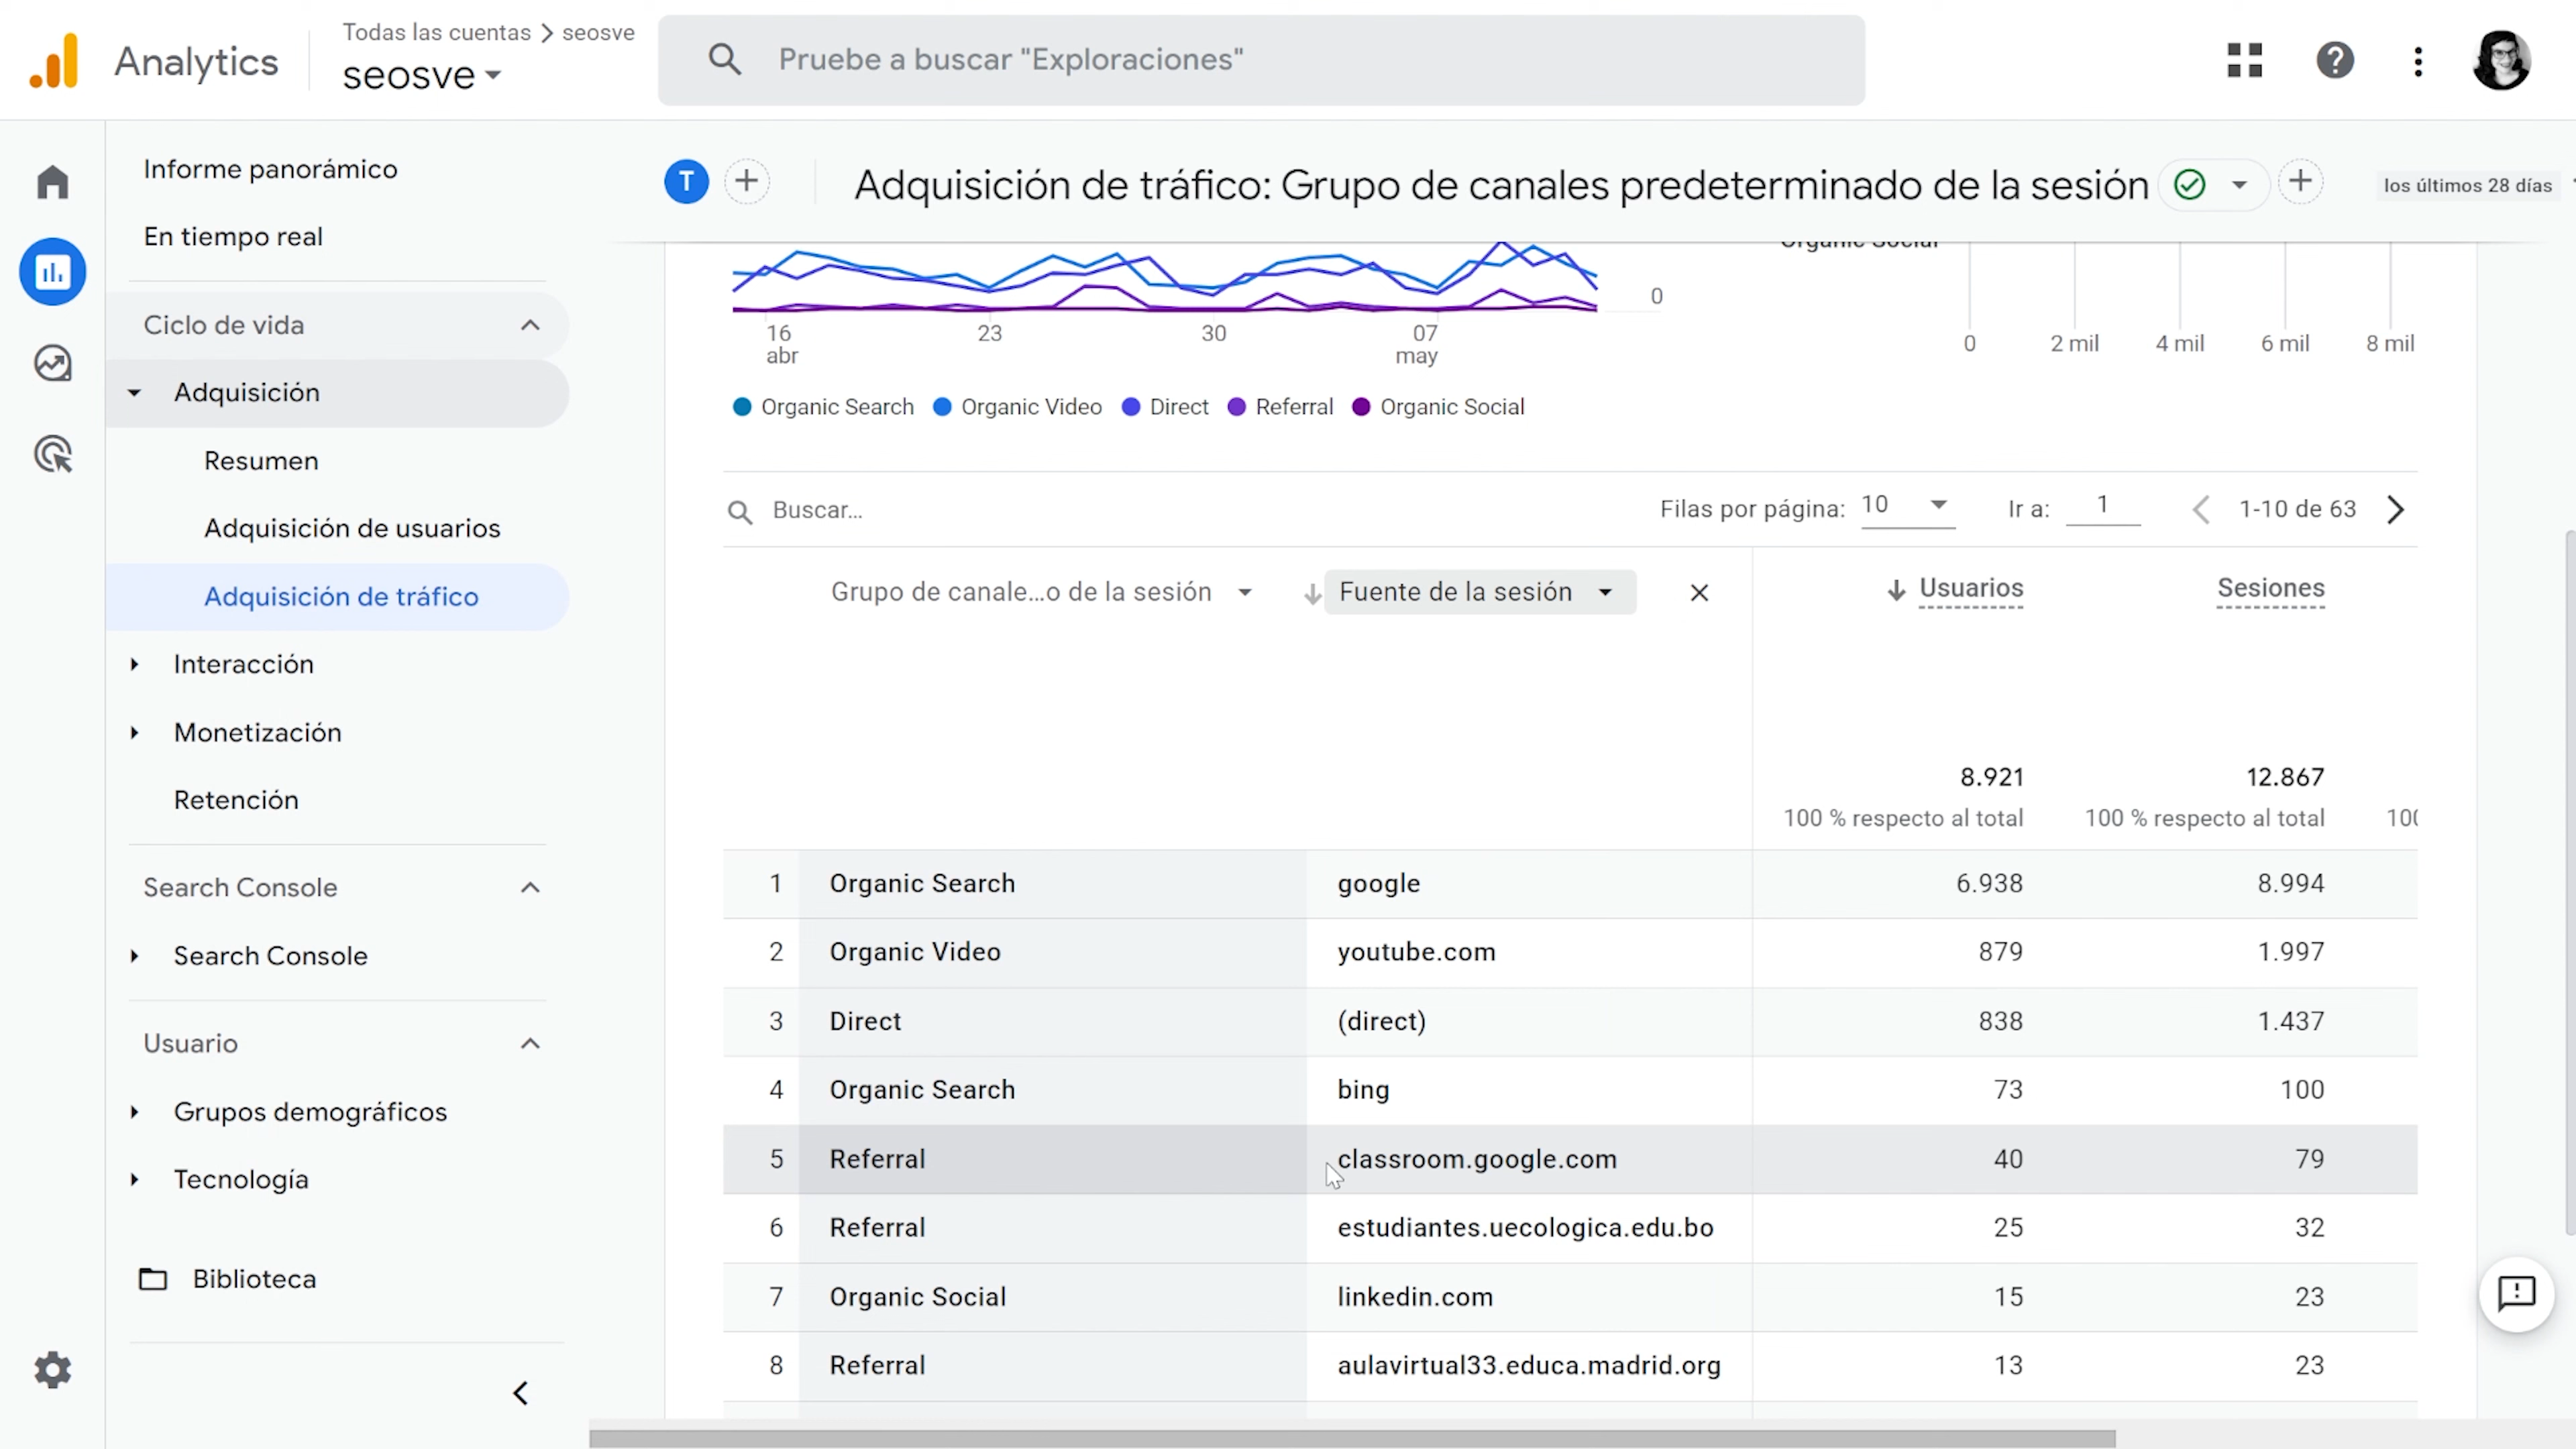 Analytics
Todas las cuentas > seosve
seosve
Pruebe a buscar "Exploraciones"
Informe panorámico
En tiempo real
Ciclo de vida
Adquisición
Resumen
Adquisición de usuarios
Adquisición de tráfico
Interacción
Monetización
Retención
Search Console
Search Console
Usuario
Grupos demográficos
Tecnología
Biblioteca
T
Adquisición de tráfico: Grupo de canales predeterminado de la sesión
los últimos 28 días
Organic Social
0
16 abr
23
30
07 may
0 2 mil 4 mil 6 mil 8 mil
Organic Search Organic Video Direct Referral Organic Social
Buscar...
Filas por página: 10 Ir a: 1 1-10 de 63
Grupo de canale...o de la sesión Fuente de la sesión Usuarios Sesiones
8.921 12.867
100 % respecto al total 100 % respecto al total 100
1 Organic Search google 6.938 8.994
2 Organic Video youtube.com 879 1.997
3 Direct (direct) 838 1.437
4 Organic Search bing 73 100
5 Referral classroom.google.com 40 79
6 Referral estudiantes.uecologica.edu.bo 25 32
7 Organic Social linkedin.com 15 23
8 Referral aulavirtual33.educa.madrid.org 13 23